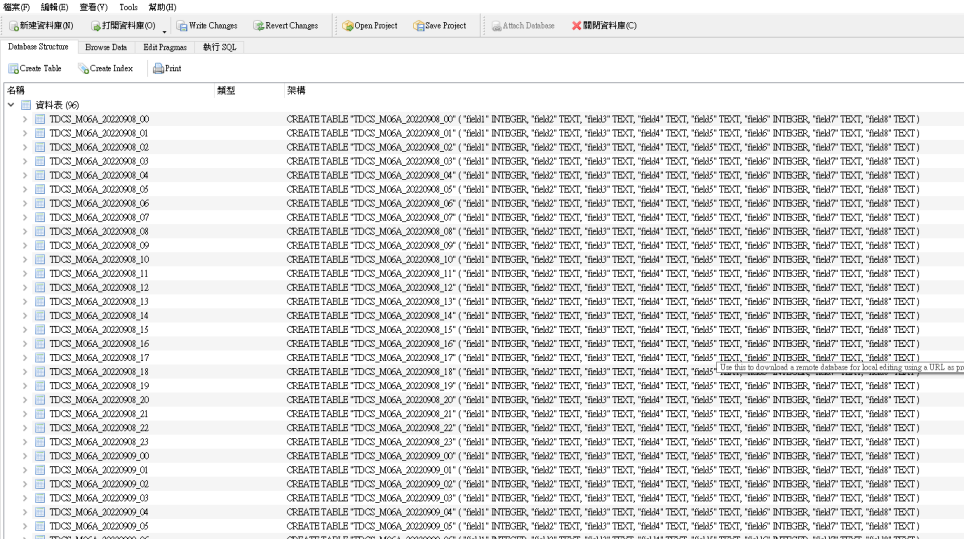 檔案(F) 編輯(E) 查看(V) Tools 幫助(H)
新建資料庫(N) 打開資料庫(O) Write Changes Revert Changes Open Project Save Project Attach Database 關閉資料庫(C)
Database Structure Browse Data Edit Pragmas 執行 SQL
Create Table Create Index Print
名稱 類型 架構
資料表 (96)
TDCS_M06A_20220908_00 CREATE TABLE "TDCS_M06A_20220908_00" ( "field1" INTEGER, "field2" TEXT, "field3" TEXT, "field4" TEXT, "field5" TEXT, "field6" INTEGER, "field7" TEXT, "field8" TEXT )
TDCS_M06A_20220908_01 CREATE TABLE "TDCS_M06A_20220908_01" ( "field1" INTEGER, "field2" TEXT, "field3" TEXT, "field4" TEXT, "field5" TEXT, "field6" INTEGER, "field7" TEXT, "field8" TEXT )
TDCS_M06A_20220908_02 CREATE TABLE "TDCS_M06A_20220908_02" ( "field1" INTEGER, "field2" TEXT, "field3" TEXT, "field4" TEXT, "field5" TEXT, "field6" INTEGER, "field7" TEXT, "field8" TEXT )
TDCS_M06A_20220908_03 CREATE TABLE "TDCS_M06A_20220908_03" ( "field1" INTEGER, "field2" TEXT, "field3" TEXT, "field4" TEXT, "field5" TEXT, "field6" INTEGER, "field7" TEXT, "field8" TEXT )
TDCS_M06A_20220908_04 CREATE TABLE "TDCS_M06A_20220908_04" ( "field1" INTEGER, "field2" TEXT, "field3" TEXT, "field4" TEXT, "field5" TEXT, "field6" INTEGER, "field7" TEXT, "field8" TEXT )
TDCS_M06A_20220908_05 CREATE TABLE "TDCS_M06A_20220908_05" ( "field1" INTEGER, "field2" TEXT, "field3" TEXT, "field4" TEXT, "field5" TEXT, "field6" INTEGER, "field7" TEXT, "field8" TEXT )
TDCS_M06A_20220908_06 CREATE TABLE "TDCS_M06A_20220908_06" ( "field1" INTEGER, "field2" TEXT, "field3" TEXT, "field4" TEXT, "field5" TEXT, "field6" INTEGER, "field7" TEXT, "field8" TEXT )
TDCS_M06A_20220908_07 CREATE TABLE "TDCS_M06A_20220908_07" ( "field1" INTEGER, "field2" TEXT, "field3" TEXT, "field4" TEXT, "field5" TEXT, "field6" INTEGER, "field7" TEXT, "field8" TEXT )
TDCS_M06A_20220908_08 CREATE TABLE "TDCS_M06A_20220908_08" ( "field1" INTEGER, "field2" TEXT, "field3" TEXT, "field4" TEXT, "field5" TEXT, "field6" INTEGER, "field7" TEXT, "field8" TEXT )
TDCS_M06A_20220908_09 CREATE TABLE "TDCS_M06A_20220908_09" ( "field1" INTEGER, "field2" TEXT, "field3" TEXT, "field4" TEXT, "field5" TEXT, "field6" INTEGER, "field7" TEXT, "field8" TEXT )
TDCS_M06A_20220908_10 CREATE TABLE "TDCS_M06A_20220908_10" ( "field1" INTEGER, "field2" TEXT, "field3" TEXT, "field4" TEXT, "field5" TEXT, "field6" INTEGER, "field7" TEXT, "field8" TEXT )
TDCS_M06A_20220908_11 CREATE TABLE "TDCS_M06A_20220908_11" ( "field1" INTEGER, "field2" TEXT, "field3" TEXT, "field4" TEXT, "field5" TEXT, "field6" INTEGER, "field7" TEXT, "field8" TEXT )
TDCS_M06A_20220908_12 CREATE TABLE "TDCS_M06A_20220908_12" ( "field1" INTEGER, "field2" TEXT, "field3" TEXT, "field4" TEXT, "field5" TEXT, "field6" INTEGER, "field7" TEXT, "field8" TEXT )
TDCS_M06A_20220908_13 CREATE TABLE "TDCS_M06A_20220908_13" ( "field1" INTEGER, "field2" TEXT, "field3" TEXT, "field4" TEXT, "field5" TEXT, "field6" INTEGER, "field7" TEXT, "field8" TEXT )
TDCS_M06A_20220908_14 CREATE TABLE "TDCS_M06A_20220908_14" ( "field1" INTEGER, "field2" TEXT, "field3" TEXT, "field4" TEXT, "field5" TEXT, "field6" INTEGER, "field7" TEXT, "field8" TEXT )
TDCS_M06A_20220908_15 CREATE TABLE "TDCS_M06A_20220908_15" ( "field1" INTEGER, "field2" TEXT, "field3" TEXT, "field4" TEXT, "field5" TEXT, "field6" INTEGER, "field7" TEXT, "field8" TEXT )
TDCS_M06A_20220908_16 CREATE TABLE "TDCS_M06A_20220908_16" ( "field1" INTEGER, "field2" TEXT, "field3" TEXT, "field4" TEXT, "field5" TEXT, "field6" INTEGER, "field7" TEXT, "field8" TEXT )
TDCS_M06A_20220908_17 CREATE TABLE "TDCS_M06A_20220908_17" ( "field1" INTEGER, "field2" TEXT, "field3" TEXT, "field4" TEXT, "field5" TEXT, "field6" INTEGER, "field7" TEXT, "field8" TEXT )
Use this to download a remote database for local editing using a URL as
TDCS_M06A_20220908_18 CREATE TABLE "TDCS_M06A_20220908_18" ( "field1" INTEGER, "field2" TEXT, "field3" TEXT, "field4" TEXT, "field5"
TDCS_M06A_20220908_19 CREATE TABLE "TDCS_M06A_20220908_19" ( "field1" INTEGER, "field2" TEXT, "field3" TEXT, "field4" TEXT, "field5" TEXT, "field6" INTEGER, "field7" TEXT, "field8" TEXT )
TDCS_M06A_20220908_20 CREATE TABLE "TDCS_M06A_20220908_20" ( "field1" INTEGER, "field2" TEXT, "field3" TEXT, "field4" TEXT, "field5" TEXT, "field6" INTEGER, "field7" TEXT, "field8" TEXT )
TDCS_M06A_20220908_21 CREATE TABLE "TDCS_M06A_20220908_21" ( "field1" INTEGER, "field2" TEXT, "field3" TEXT, "field4" TEXT, "field5" TEXT, "field6" INTEGER, "field7" TEXT, "field8" TEXT )
TDCS_M06A_20220908_22 CREATE TABLE "TDCS_M06A_20220908_22" ( "field1" INTEGER, "field2" TEXT, "field3" TEXT, "field4" TEXT, "field5" TEXT, "field6" INTEGER, "field7" TEXT, "field8" TEXT )
TDCS_M06A_20220908_23 CREATE TABLE "TDCS_M06A_20220908_23" ( "field1" INTEGER, "field2" TEXT, "field3" TEXT, "field4" TEXT, "field5" TEXT, "field6" INTEGER, "field7" TEXT, "field8" TEXT )
TDCS_M06A_20220909_00 CREATE TABLE "TDCS_M06A_20220909_00" ( "field1" INTEGER, "field2" TEXT, "field3" TEXT, "field4" TEXT, "field5" TEXT, "field6" INTEGER, "field7" TEXT, "field8" TEXT )
TDCS_M06A_20220909_01 CREATE TABLE "TDCS_M06A_20220909_01" ( "field1" INTEGER, "field2" TEXT, "field3" TEXT, "field4" TEXT, "field5" TEXT, "field6" INTEGER, "field7" TEXT, "field8" TEXT )
TDCS_M06A_20220909_02 CREATE TABLE "TDCS_M06A_20220909_02" ( "field1" INTEGER, "field2" TEXT, "field3" TEXT, "field4" TEXT, "field5" TEXT, "field6" INTEGER, "field7" TEXT, "field8" TEXT )
TDCS_M06A_20220909_03 CREATE TABLE "TDCS_M06A_20220909_03" ( "field1" INTEGER, "field2" TEXT, "field3" TEXT, "field4" TEXT, "field5" TEXT, "field6" INTEGER, "field7" TEXT, "field8" TEXT )
TDCS_M06A_20220909_04 CREATE TABLE "TDCS_M06A_20220909_04" ( "field1" INTEGER, "field2" TEXT, "field3" TEXT, "field4" TEXT, "field5" TEXT, "field6" INTEGER, "field7" TEXT, "field8" TEXT )
TDCS_M06A_20220909_05 CREATE TABLE "TDCS_M06A_20220909_05" ( "field1" INTEGER, "field2" TEXT, "field3" TEXT, "field4" TEXT, "field5" TEXT, "field6" INTEGER, "field7" TEXT, "field8" TEXT )